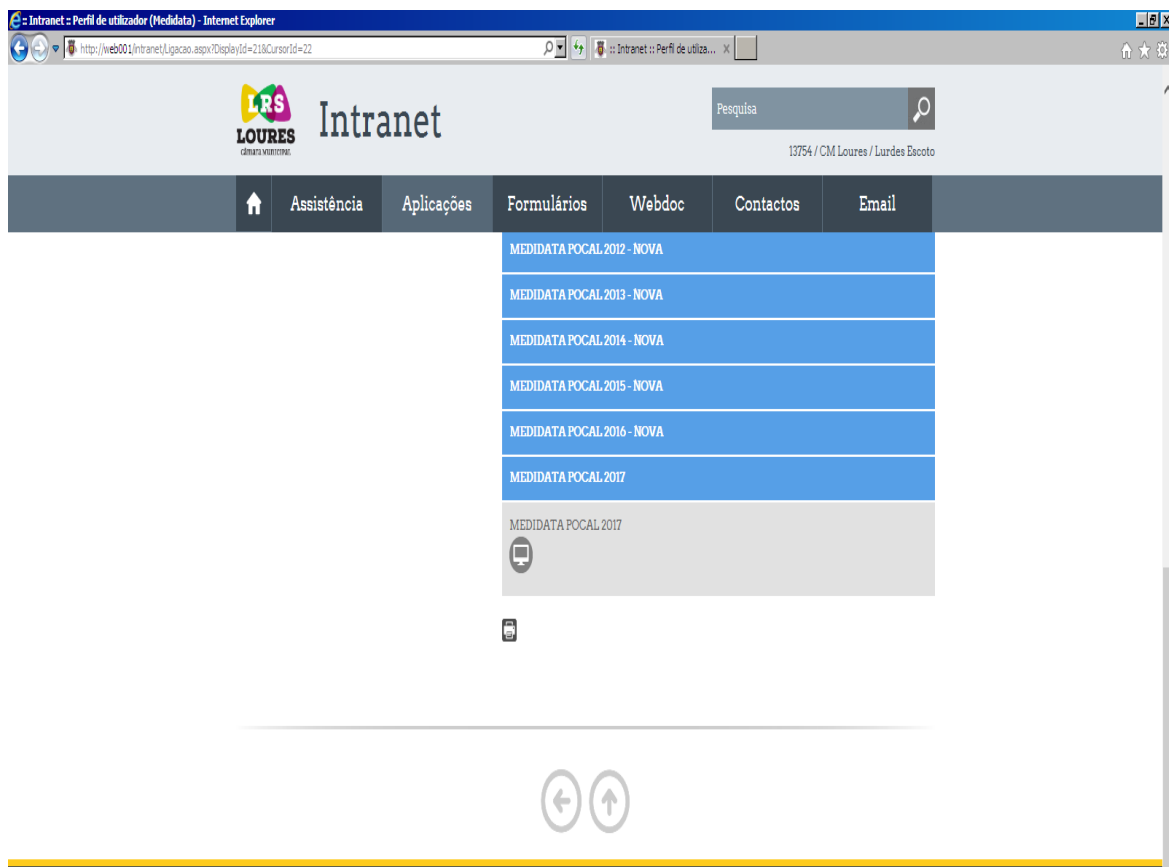 :: Intranet :: Perfil de utilizador (Medidata) - Internet Explorer
http://web001/intranet/Ligacao.aspx?DisplayId=21&CursorId=22
:: Intranet :: Perfil de utiliza...
LRS
LOURES
CÂMARA MUNICIPAL
Intranet
Pesquisa
13754 / CM Loures / Lurdes Escoto
Assistência Aplicações Formulários Webdoc Contactos Email
MEDIDATA POCAL 2012 - NOVA
MEDIDATA POCAL 2013 - NOVA
MEDIDATA POCAL 2014 - NOVA
MEDIDATA POCAL 2015 - NOVA
MEDIDATA POCAL 2016 - NOVA
MEDIDATA POCAL 2017
MEDIDATA POCAL 2017